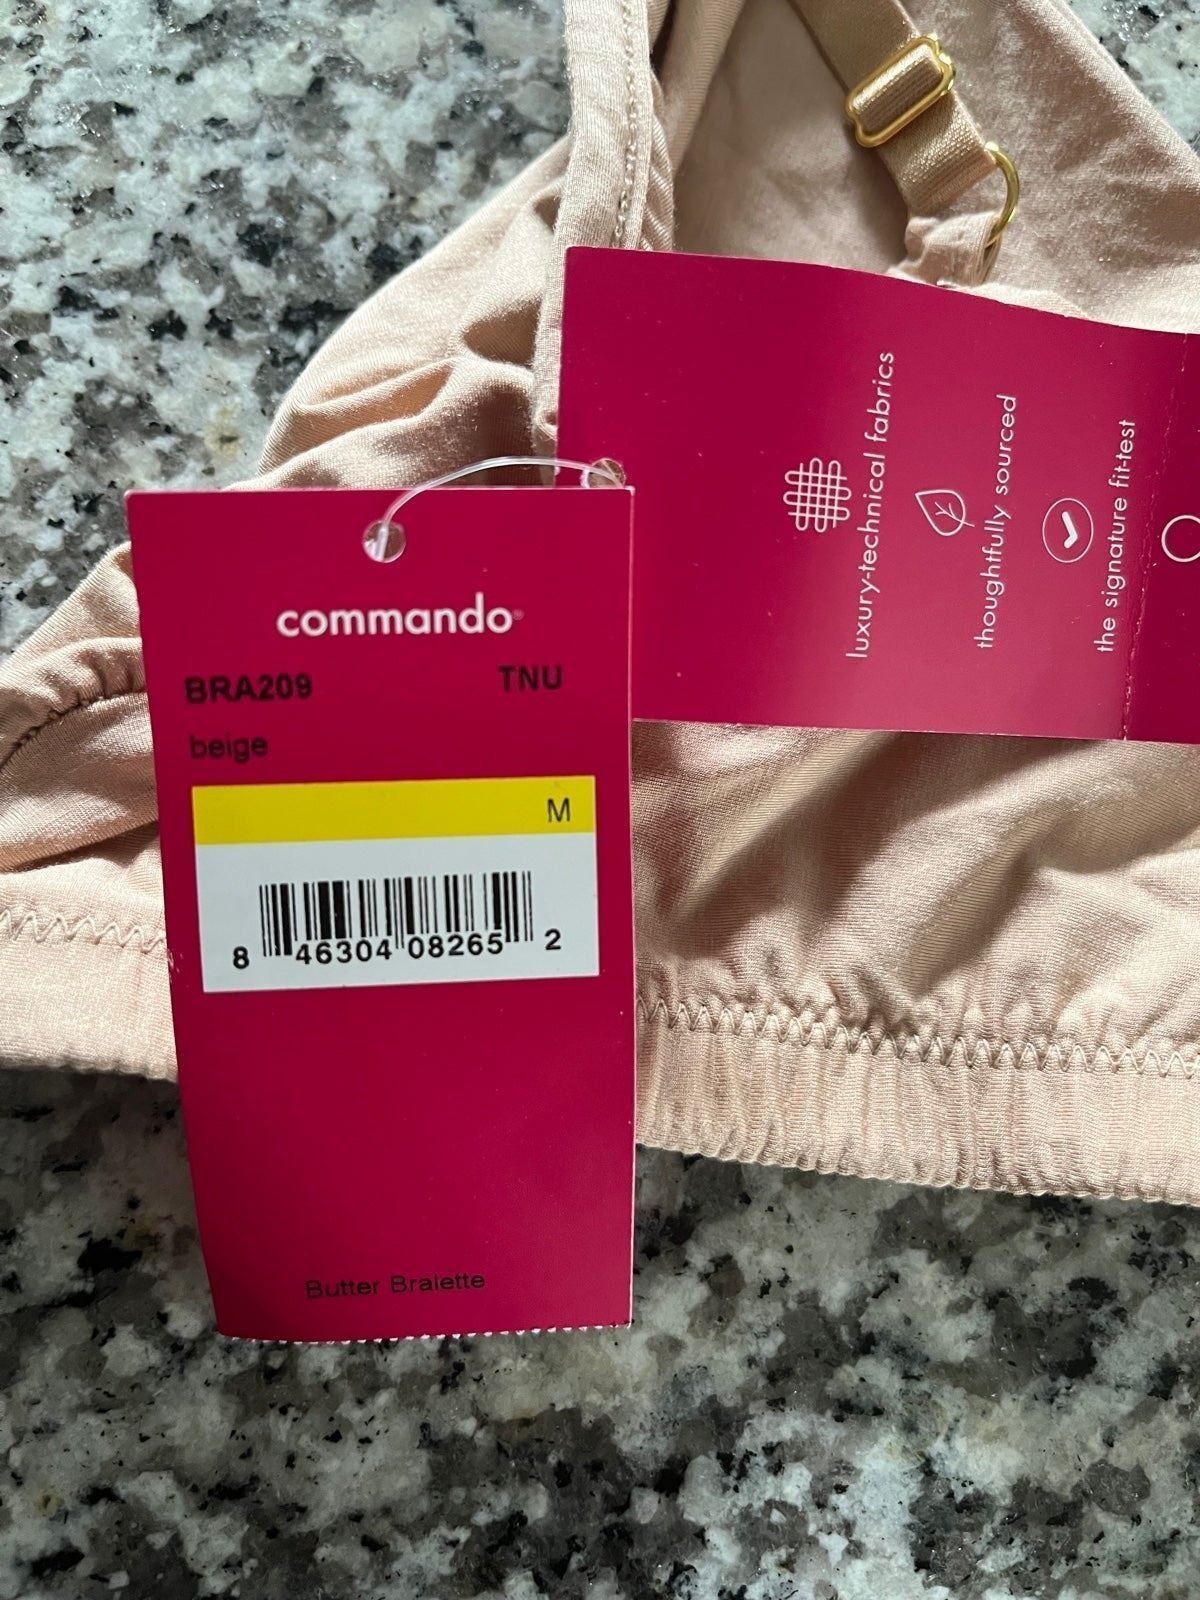 commando®
BRA209 TNU
beige
M
8 46304 08265 2
Butter Bralette
luxury-technical fabrics
thoughtfully sourced
the signature fit-test